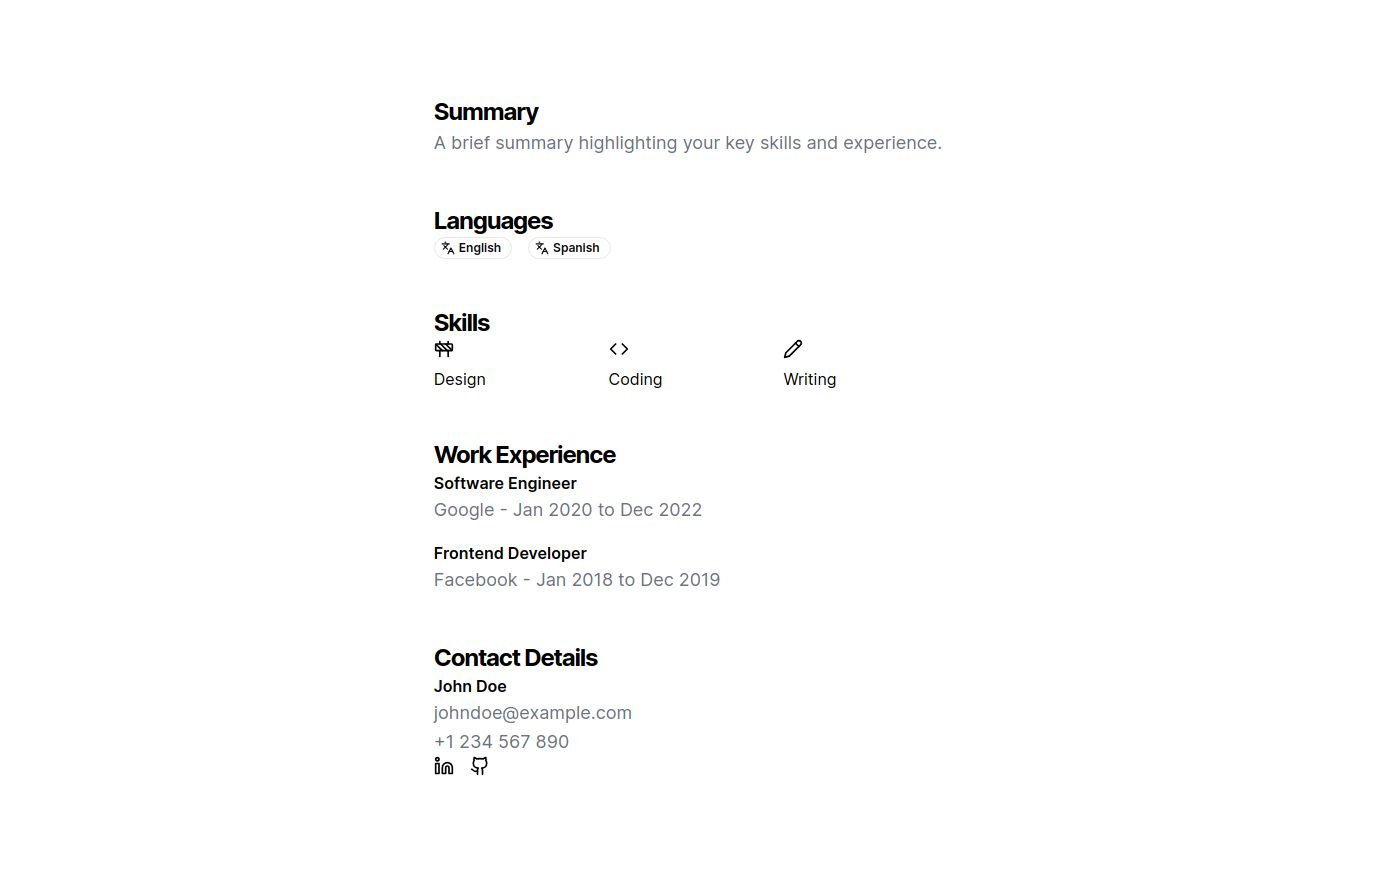 Summary
A brief summary highlighting your key skills and experience.
Languages
English Spanish
Skills
Design Coding Writing
Work Experience
Software Engineer
Google - Jan 2020 to Dec 2022
Frontend Developer
Facebook - Jan 2018 to Dec 2019
Contact Details
John Doe
johndoe@example.com
+1 234 567 890